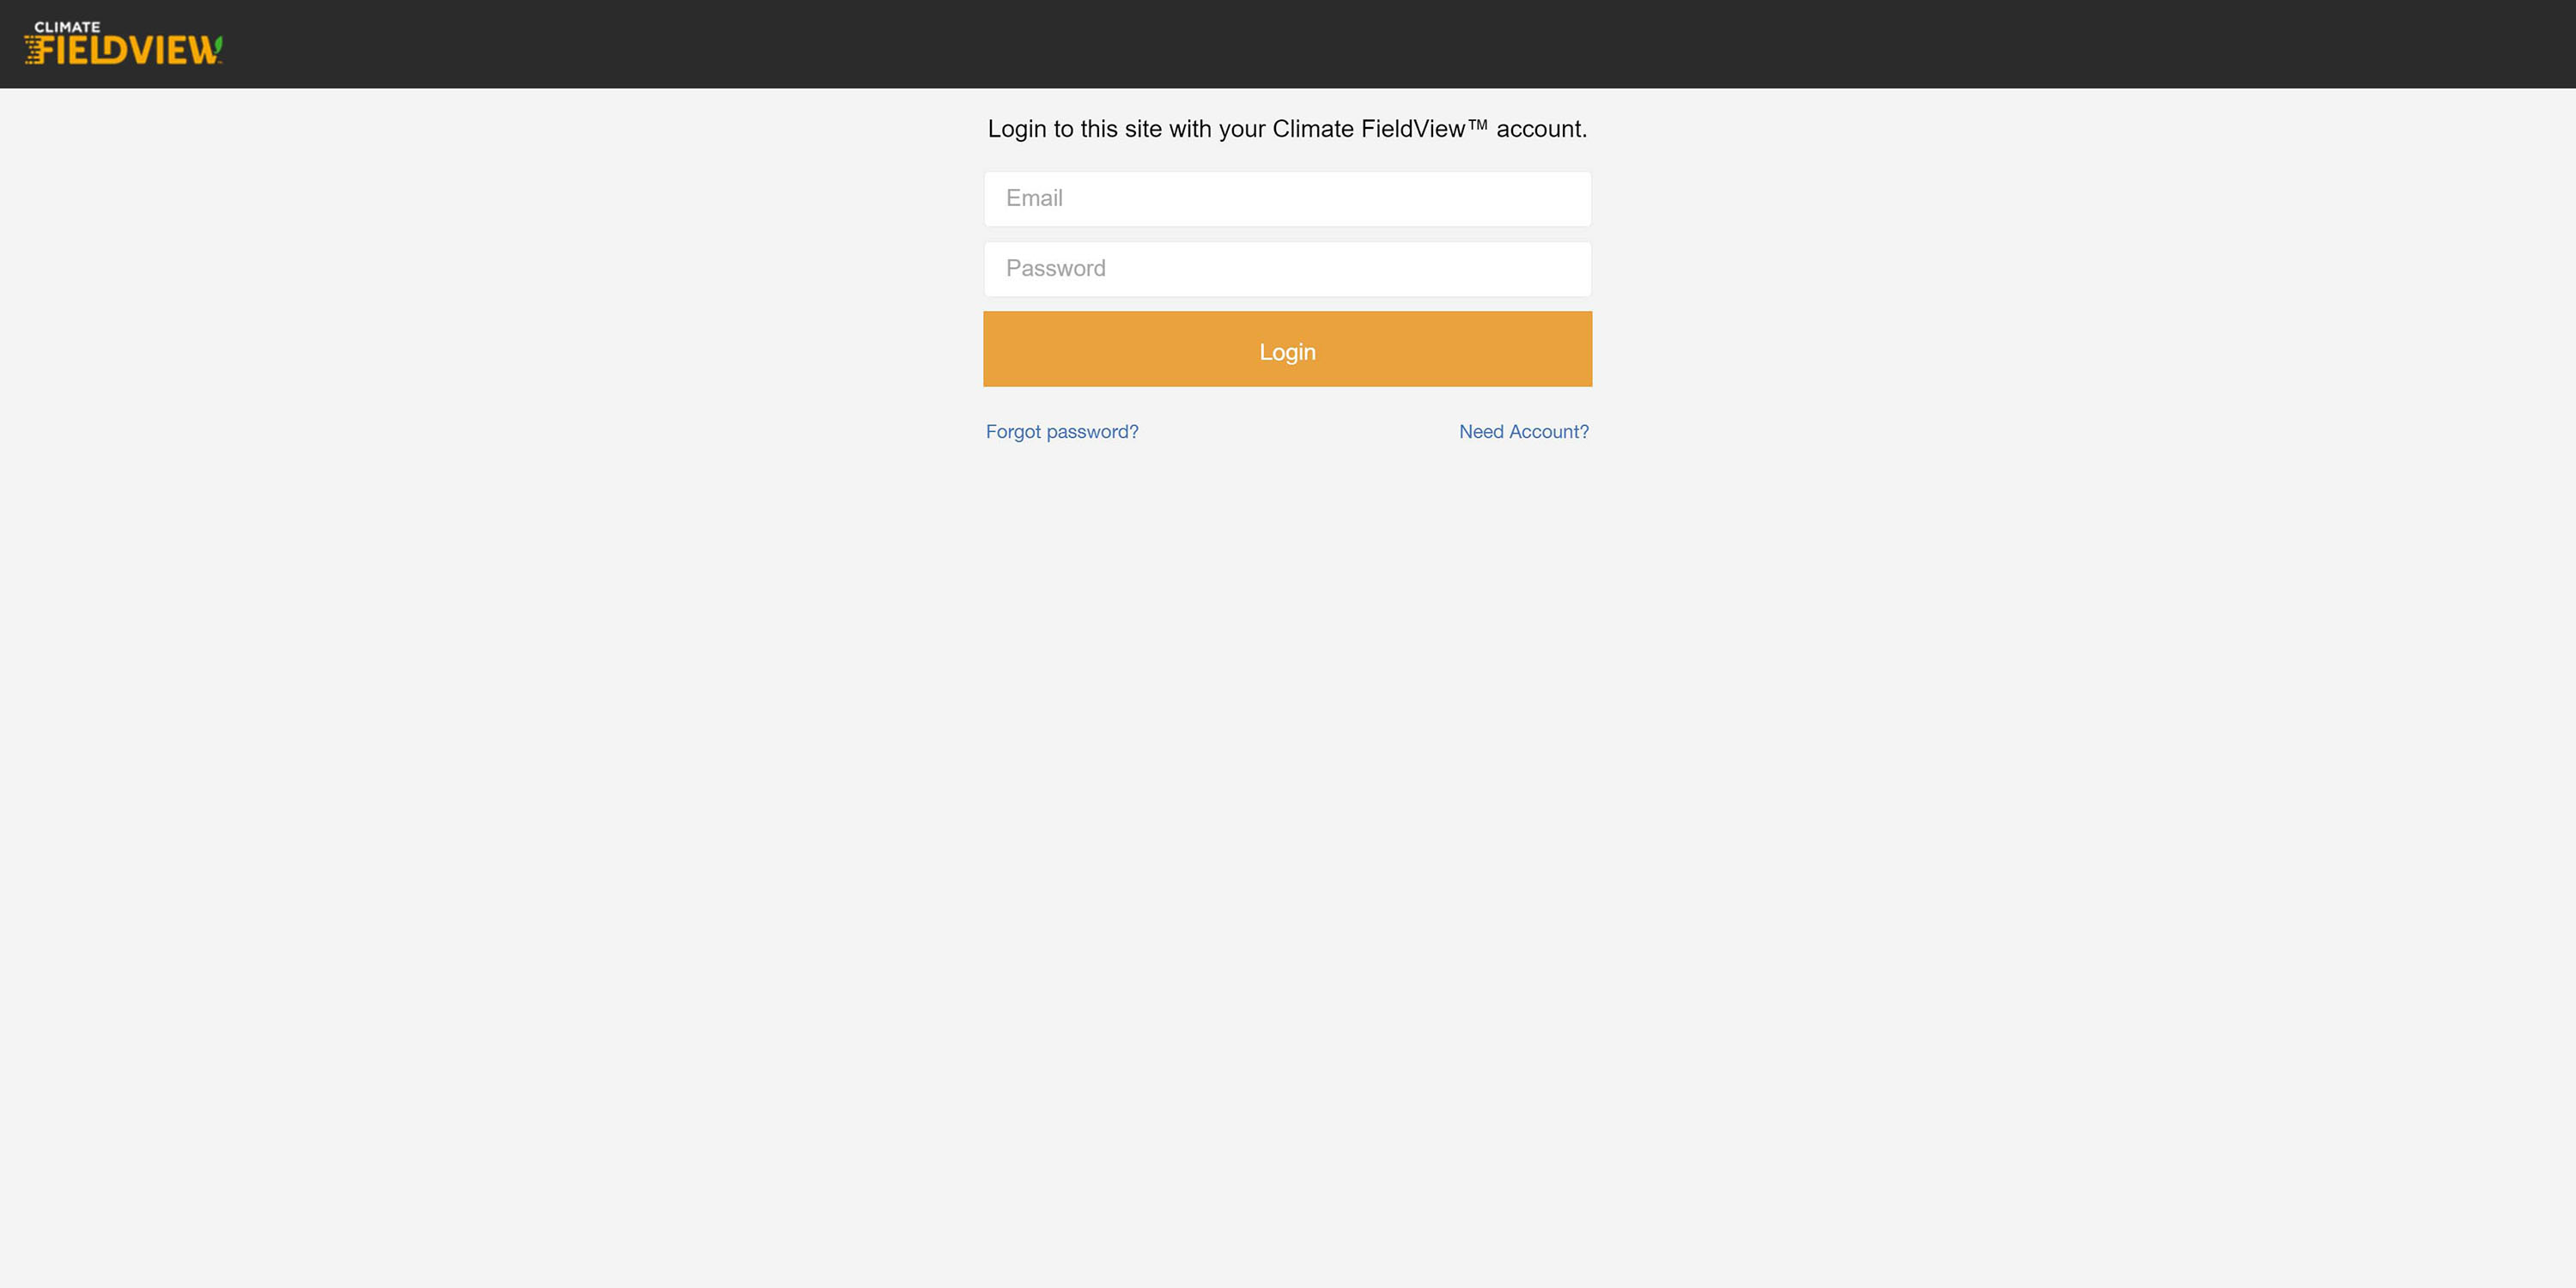 CLIMATE
FIELDVIEW
Login to this site with your Climate FieldView™ account.
Email
Password
Login
Forgot password?
Need Account?